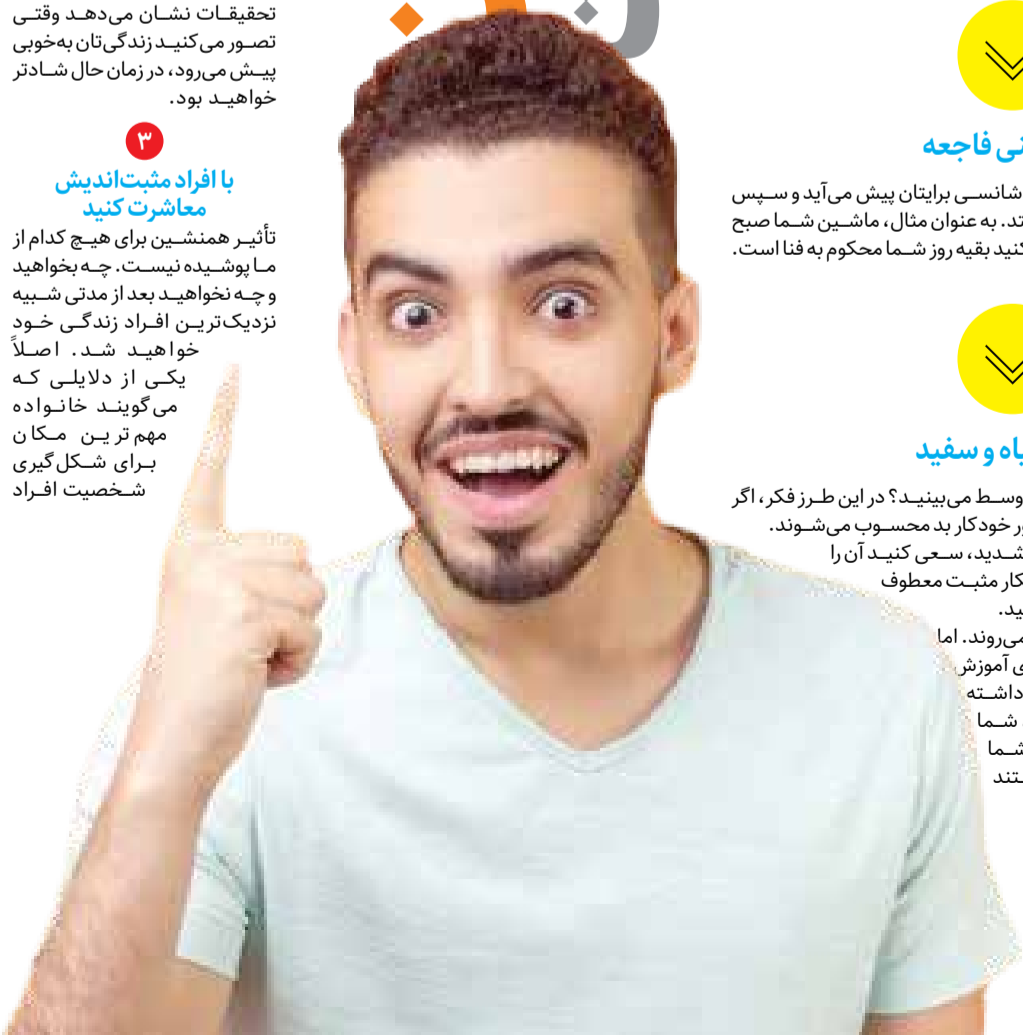 نی فاجعه
شانسی برایتان پیش می‌آید و سپس
تد. به عنوان مثال، ماشین شما صبح
کنید بقیه روز شما محکوم به فنا است.
یاه و سفید
وسط می‌بینید؟ در این طرز فکر، اگر
ور خودکار بد محسوب می‌شوند.
شدید، سعی کنید آن را
کار مثبت معطوف
ید.
می‌روند. اما
ی آموزش
داشته
شما
شما
ستند
تحقیقات نشان می‌دهد وقتی
تصور می‌کنید زندگی‌تان به‌خوبی
پیش می‌رود، در زمان حال شادتر
خواهید بود.
۳
با افراد مثبت‌اندیش
معاشرت کنید
تأثیر همنشین برای هیچ کدام از
ما پوشیده نیست. چه بخواهید
و چه نخواهید بعد از مدتی شبیه
نزدیک‌ترین افراد زندگی خود
خواهید شد. اصلاً
یکی از دلایلی که
می‌گویند خانواده
مهم‌ترین مکان
برای شکل‌گیری
شخصیت افراد